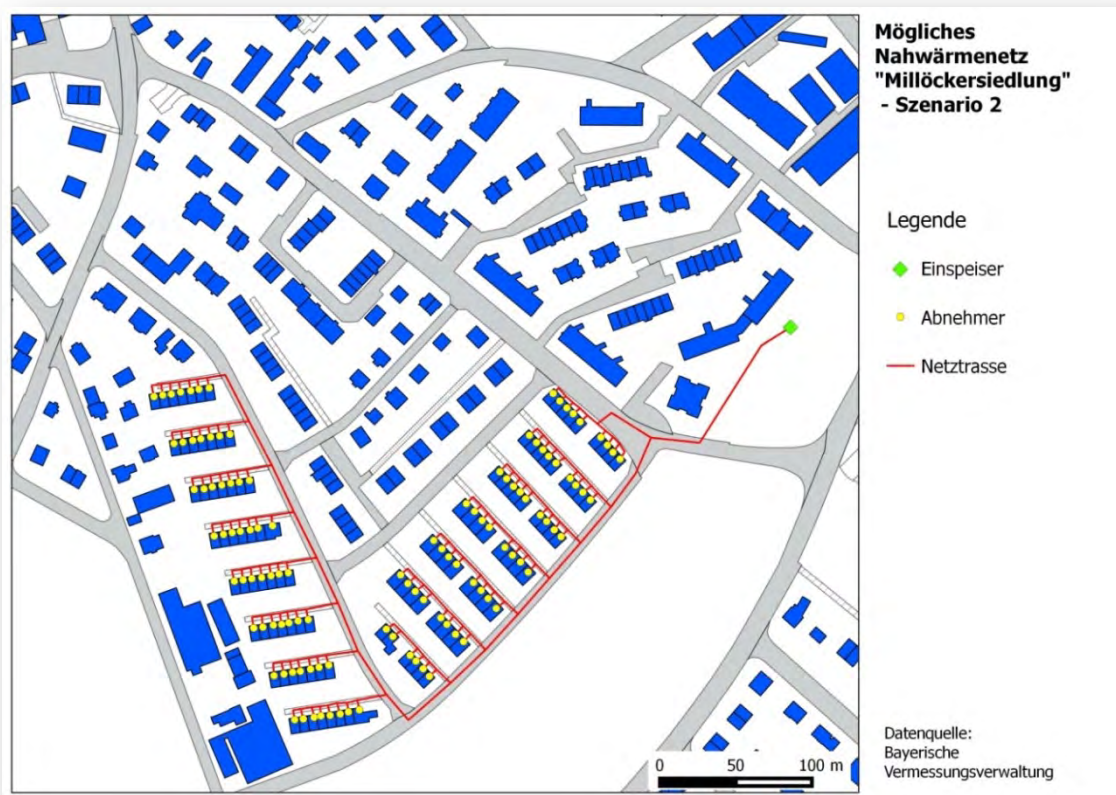 Mögliches
Nahwärmenetz
"Millöckersiedlung"
- Szenario 2
Legende
Einspeiser
Abnehmer
Netztrasse
0 50 100 m
Datenquelle:
Bayerische
Vermessungsverwaltung